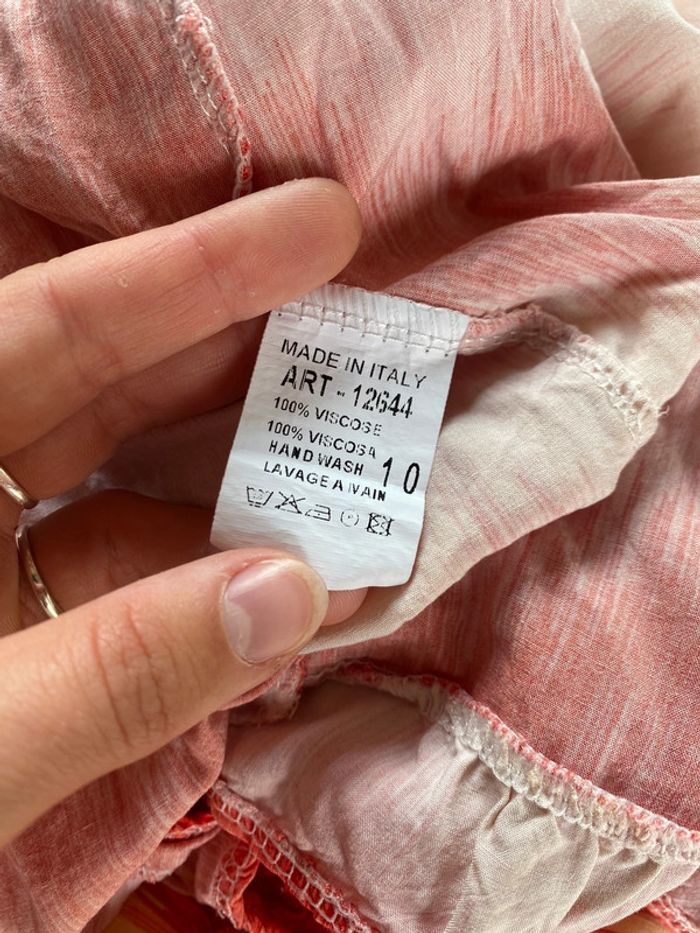 MADE IN ITALY
ART - 12644
100% VISCOSE
100% VISCOSA
HAND WASH 10
LAVAGE A MAIN